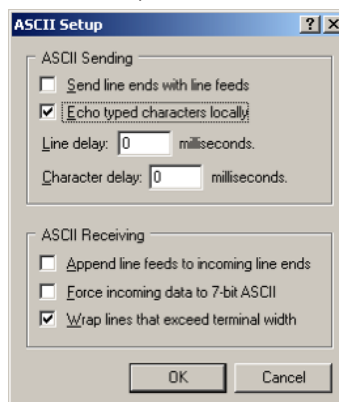 ASCII Setup
ASCII Sending
Send line ends with line feeds
Echo typed characters locally
Line delay: 0 milliseconds.
Character delay: 0 milliseconds.
ASCII Receiving
Append line feeds to incoming line ends
Force incoming data to 7-bit ASCII
Wrap lines that exceed terminal width
OK Cancel